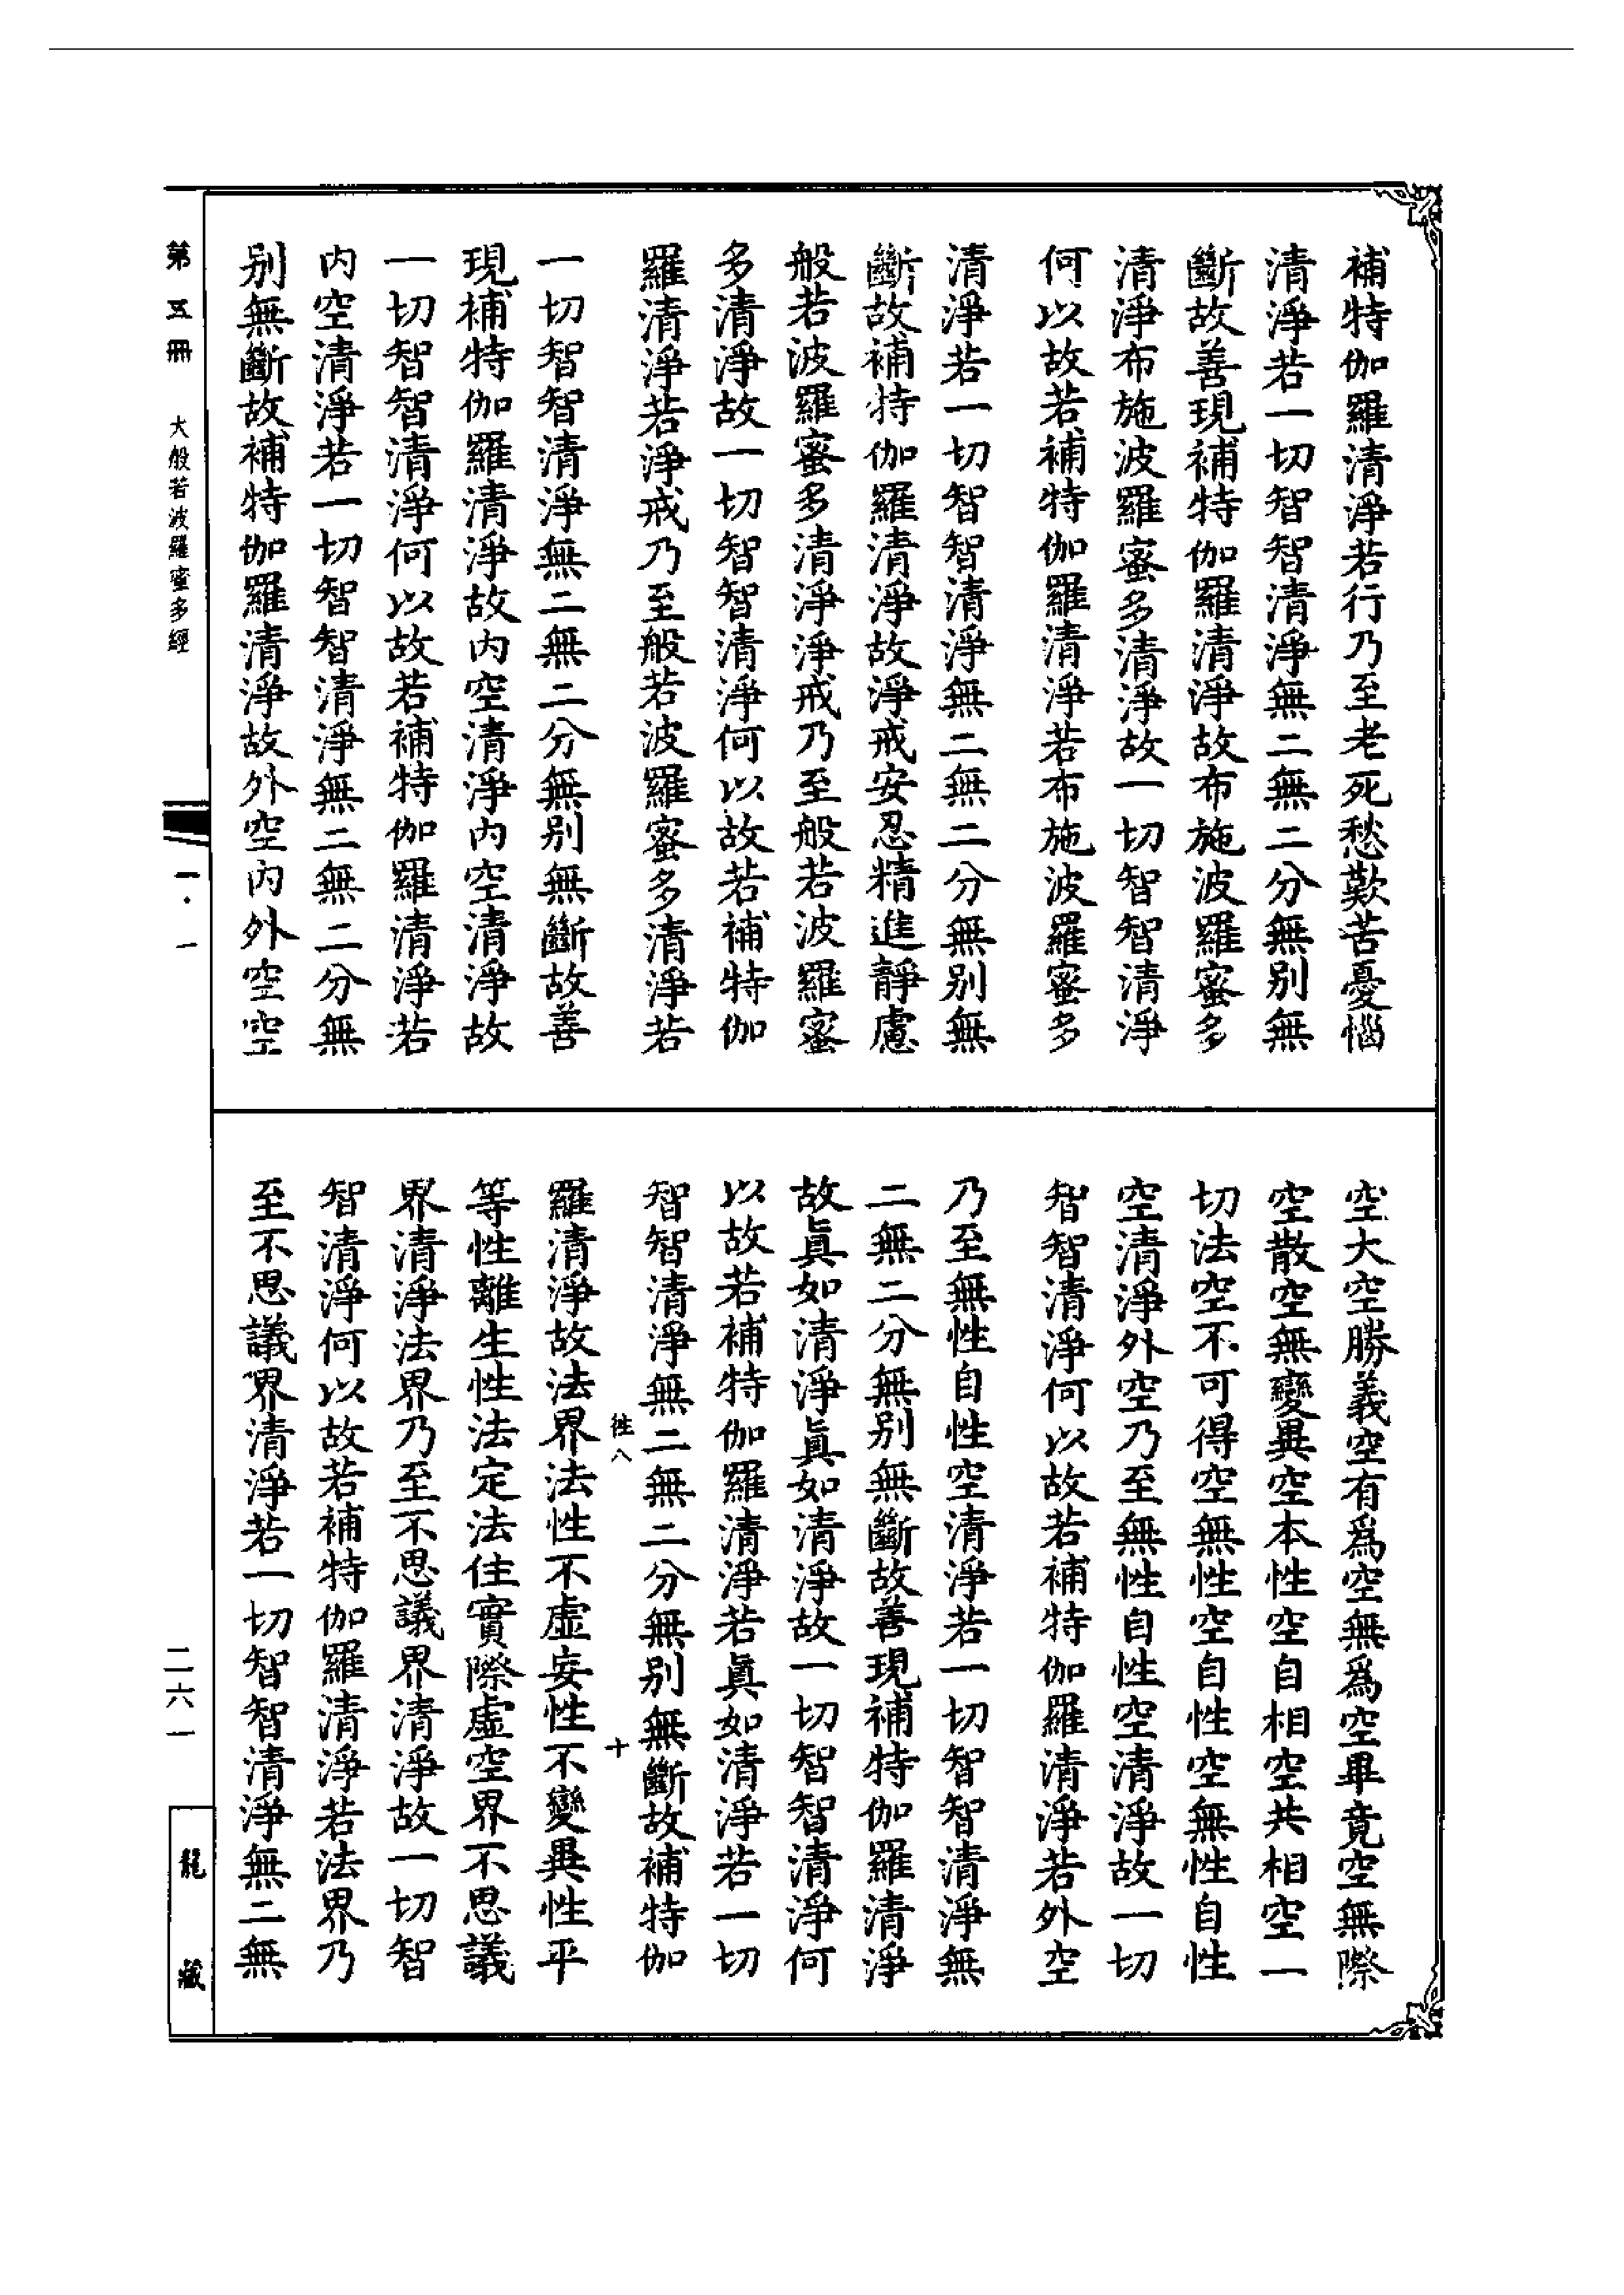 補特伽羅清淨若行乃至老死愁歎苦憂惱
清淨若一切智智清淨無二無二分無別無
斷故善現補特伽羅清淨故布施波羅蜜多
清淨布施波羅蜜多清淨故一切智智清淨
何以故若補特伽羅清淨若布施波羅蜜多
清淨若一切智智清淨無二無二分無別無
斷故補特伽羅清淨故淨戒安忍精進靜慮
般若波羅蜜多清淨淨戒乃至般若波羅蜜
多清淨故一切智智清淨何以故若補特伽
羅清淨若淨戒乃至般若波羅蜜多清淨若
一切智智清淨無二無二分無別無斷故善
現補特伽羅清淨故內空清淨內空清淨故
一切智智清淨何以故若補特伽羅清淨若
內空清淨若一切智智清淨無二無二分無
別無斷故補特伽羅清淨故外空內外空空
空大空勝義空有為空無為空畢竟空無際
空散空無變異空本性空自相空共相空一
切法空不可得空無性空自性空無性自性
空清淨外空乃至無性自性空清淨故一切
智智清淨何以故若補特伽羅清淨若外空
乃至無性自性空清淨若一切智智清淨無
二無二分無別無斷故善現補特伽羅清淨
故眞如清淨眞如清淨故一切智智清淨何
以故若補特伽羅清淨若眞如清淨若一切
智智清淨無二無二分無別無斷故補特伽
徃八 十
羅清淨故法界法性不虛妄性不變異性平
等性離生性法定法住實際虛空界不思議
界清淨法界乃至不思議界清淨故一切智
智清淨何以故若補特伽羅清淨若法界乃
至不思議界清淨若一切智智清淨無二無
第五冊 大般若波羅蜜多經
一·一
二六一
龍藏